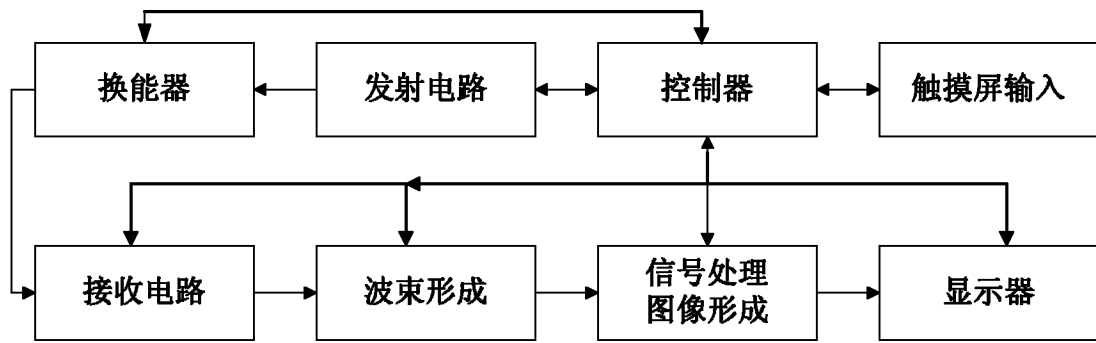 换能器
发射电路
控制器
触摸屏输入
接收电路
波束形成
信号处理
图像形成
显示器